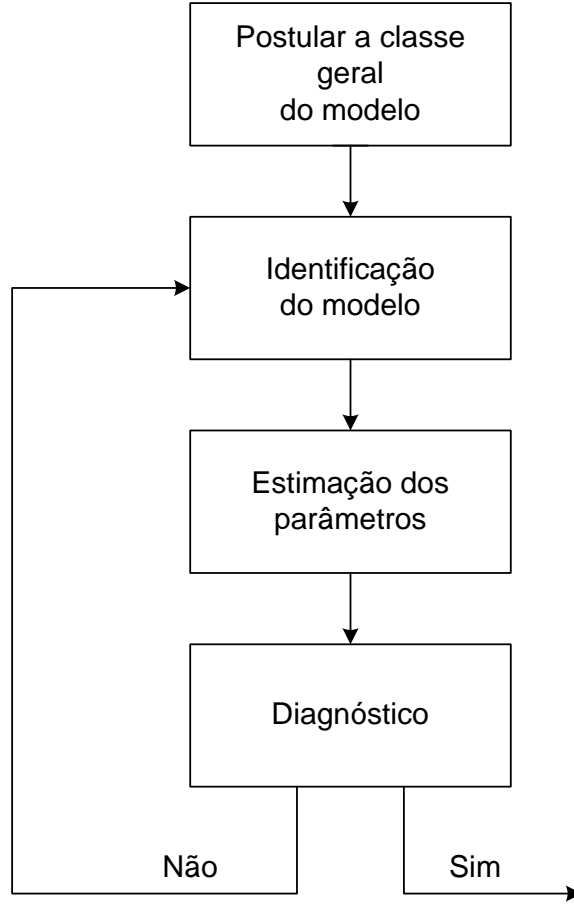 Postular a classe
geral
do modelo
Identificação
do modelo
Estimação dos
parâmetros
Diagnóstico
Não
Sim